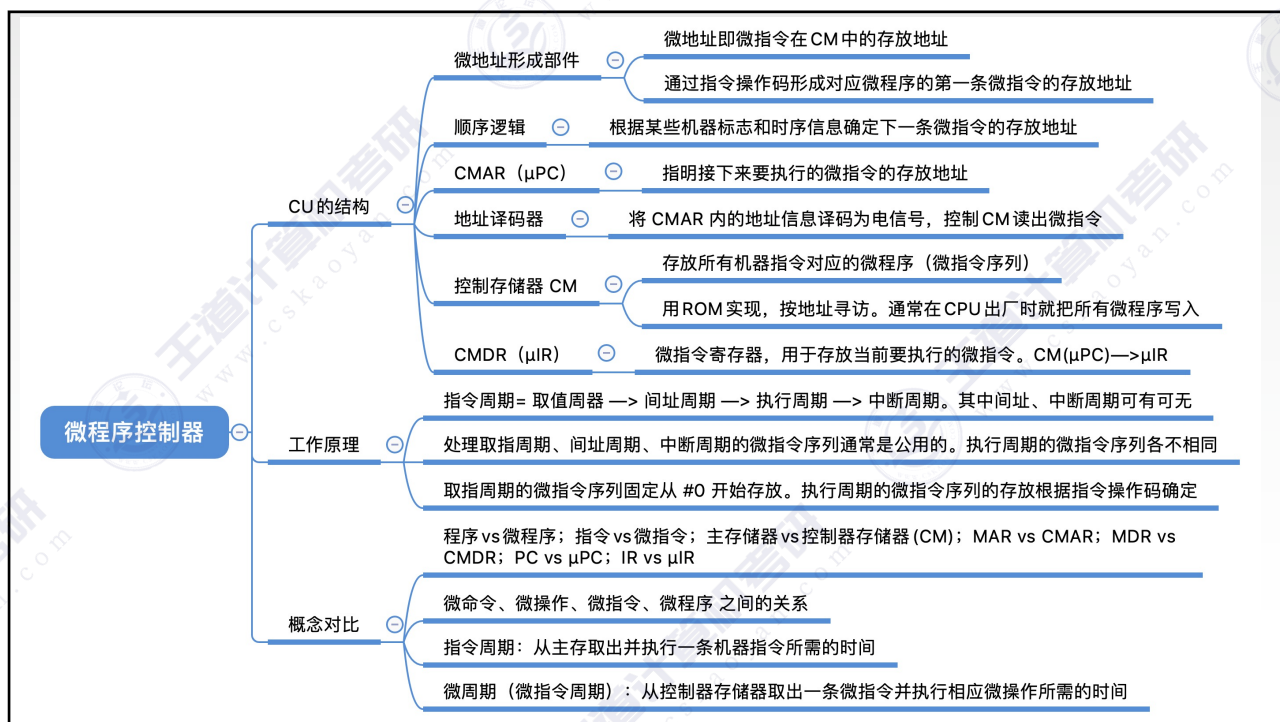 微程序控制器
CU的结构
微地址形成部件
微地址即微指令在CM中的存放地址
通过指令操作码形成对应微程序的第一条微指令的存放地址
顺序逻辑
根据某些机器标志和时序信息确定下一条微指令的存放地址
CMAR（μPC）
指明接下来要执行的微指令的存放地址
地址译码器
将 CMAR 内的地址信息译码为电信号，控制CM读出微指令
控制存储器 CM
存放所有机器指令对应的微程序（微指令序列）
用ROM实现，按地址寻访。通常在CPU出厂时就把所有微程序写入
CMDR（μIR）
微指令寄存器，用于存放当前要执行的微指令。CM(μPC)—>μIR
工作原理
指令周期= 取值周器 —> 间址周期 —> 执行周期 —> 中断周期。其中间址、中断周期可有可无
处理取指周期、间址周期、中断周期的微指令序列通常是公用的。执行周期的微指令序列各不相同
取指周期的微指令序列固定从 #0 开始存放。执行周期的微指令序列的存放根据指令操作码确定
概念对比
程序vs微程序；指令vs微指令；主存储器vs控制器存储器(CM)；MAR vs CMAR；MDR vs
CMDR；PC vs μPC；IR vs μIR
微命令、微操作、微指令、微程序 之间的关系
指令周期：从主存取出并执行一条机器指令所需的时间
微周期（微指令周期）：从控制器存储器取出一条微指令并执行相应微操作所需的时间
王道计算机考研
www.cskaoyan.com